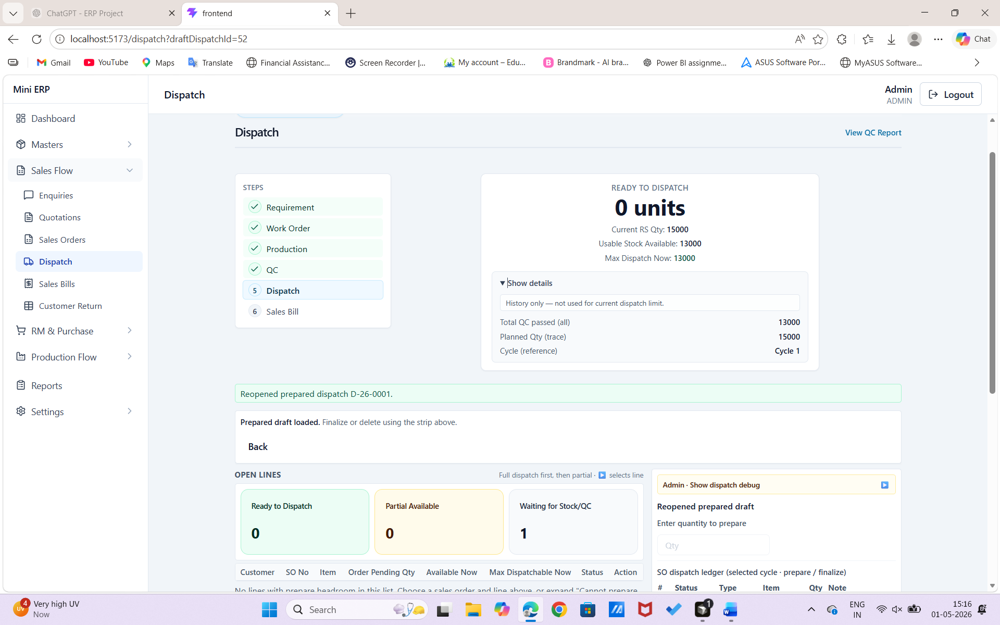 ChatGPT - ERP Project
frontend
localhost:5173/dispatch?draftDispatchId=52
Chat
Gmail
YouTube
Maps
Translate
Financial Assistanc...
Screen Recorder |...
My account – Edu...
Brandmark - AI bra...
Power BI assignme...
ASUS Software Por...
MyASUS Software...
Mini ERP
Dispatch
Admin
ADMIN
Logout
Dashboard
Masters
Sales Flow
Enquiries
Quotations
Sales Orders
Dispatch
Sales Bills
Customer Return
RM & Purchase
Production Flow
Reports
Settings
Dispatch
View QC Report
STEPS
Requirement
Work Order
Production
QC
5 Dispatch
6 Sales Bill
READY TO DISPATCH
0 units
Current RS Qty: 15000
Usable Stock Available: 13000
Max Dispatch Now: 13000
Show details
History only — not used for current dispatch limit.
Total QC passed (all) 13000
Planned Qty (trace) 15000
Cycle (reference) Cycle 1
Reopened prepared dispatch D-26-0001.
Prepared draft loaded. Finalize or delete using the strip above.
Back
OPEN LINES
Full dispatch first, then partial · ▶ selects line
Ready to Dispatch
0
Partial Available
0
Waiting for Stock/QC
1
Customer SO No Item Order Pending Qty Available Now Max Dispatchable Now Status Action
No lines with prepare headroom in this list. Choose a sales order and line above, or expand "Cannot prepare
Admin · Show dispatch debug
Reopened prepared draft
Enter quantity to prepare
Qty
SO dispatch ledger (selected cycle · prepare / finalize)
# Status Type Item Qty Note
4
UV
Very high UV
Now
Search
1
ENG
IN
15:16
01-05-2026